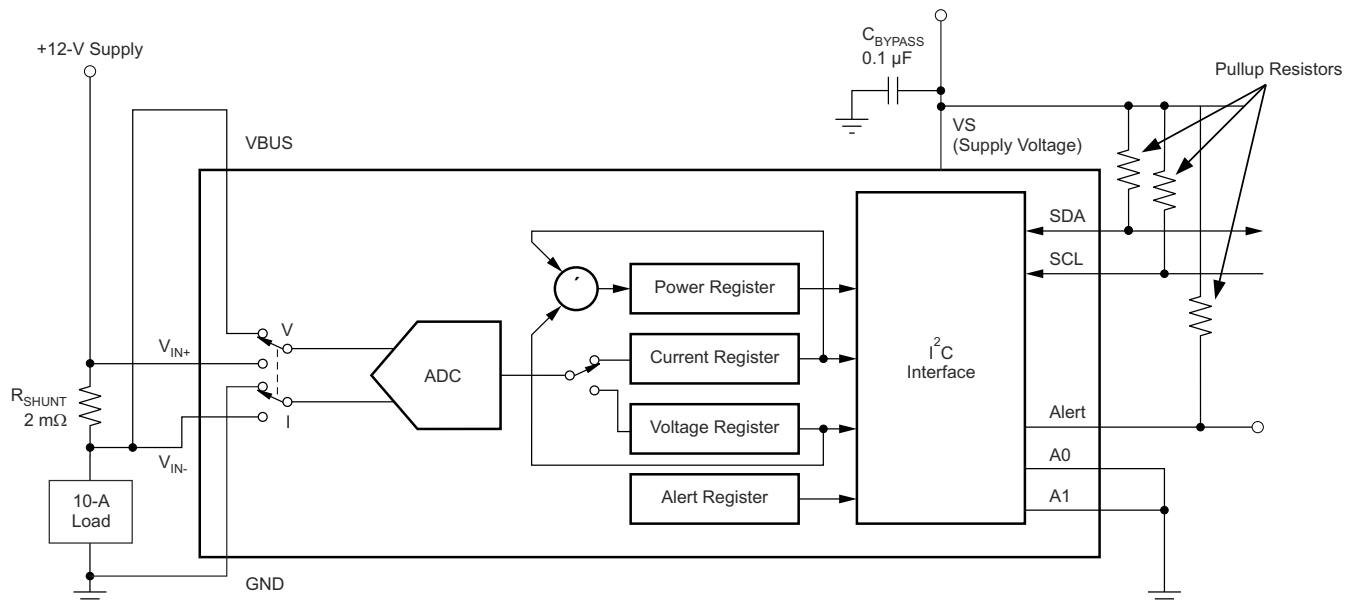 +12-V Supply
C_BYPASS
0.1 µF
Pullup Resistors
VBUS
VS
(Supply Voltage)
SDA
SCL
Power Register
V
V_IN+
ADC
Current Register
I²C
Interface
R_SHUNT
2 mΩ
I
Voltage Register
Alert
V_IN-
A0
10-A
Load
Alert Register
A1
GND